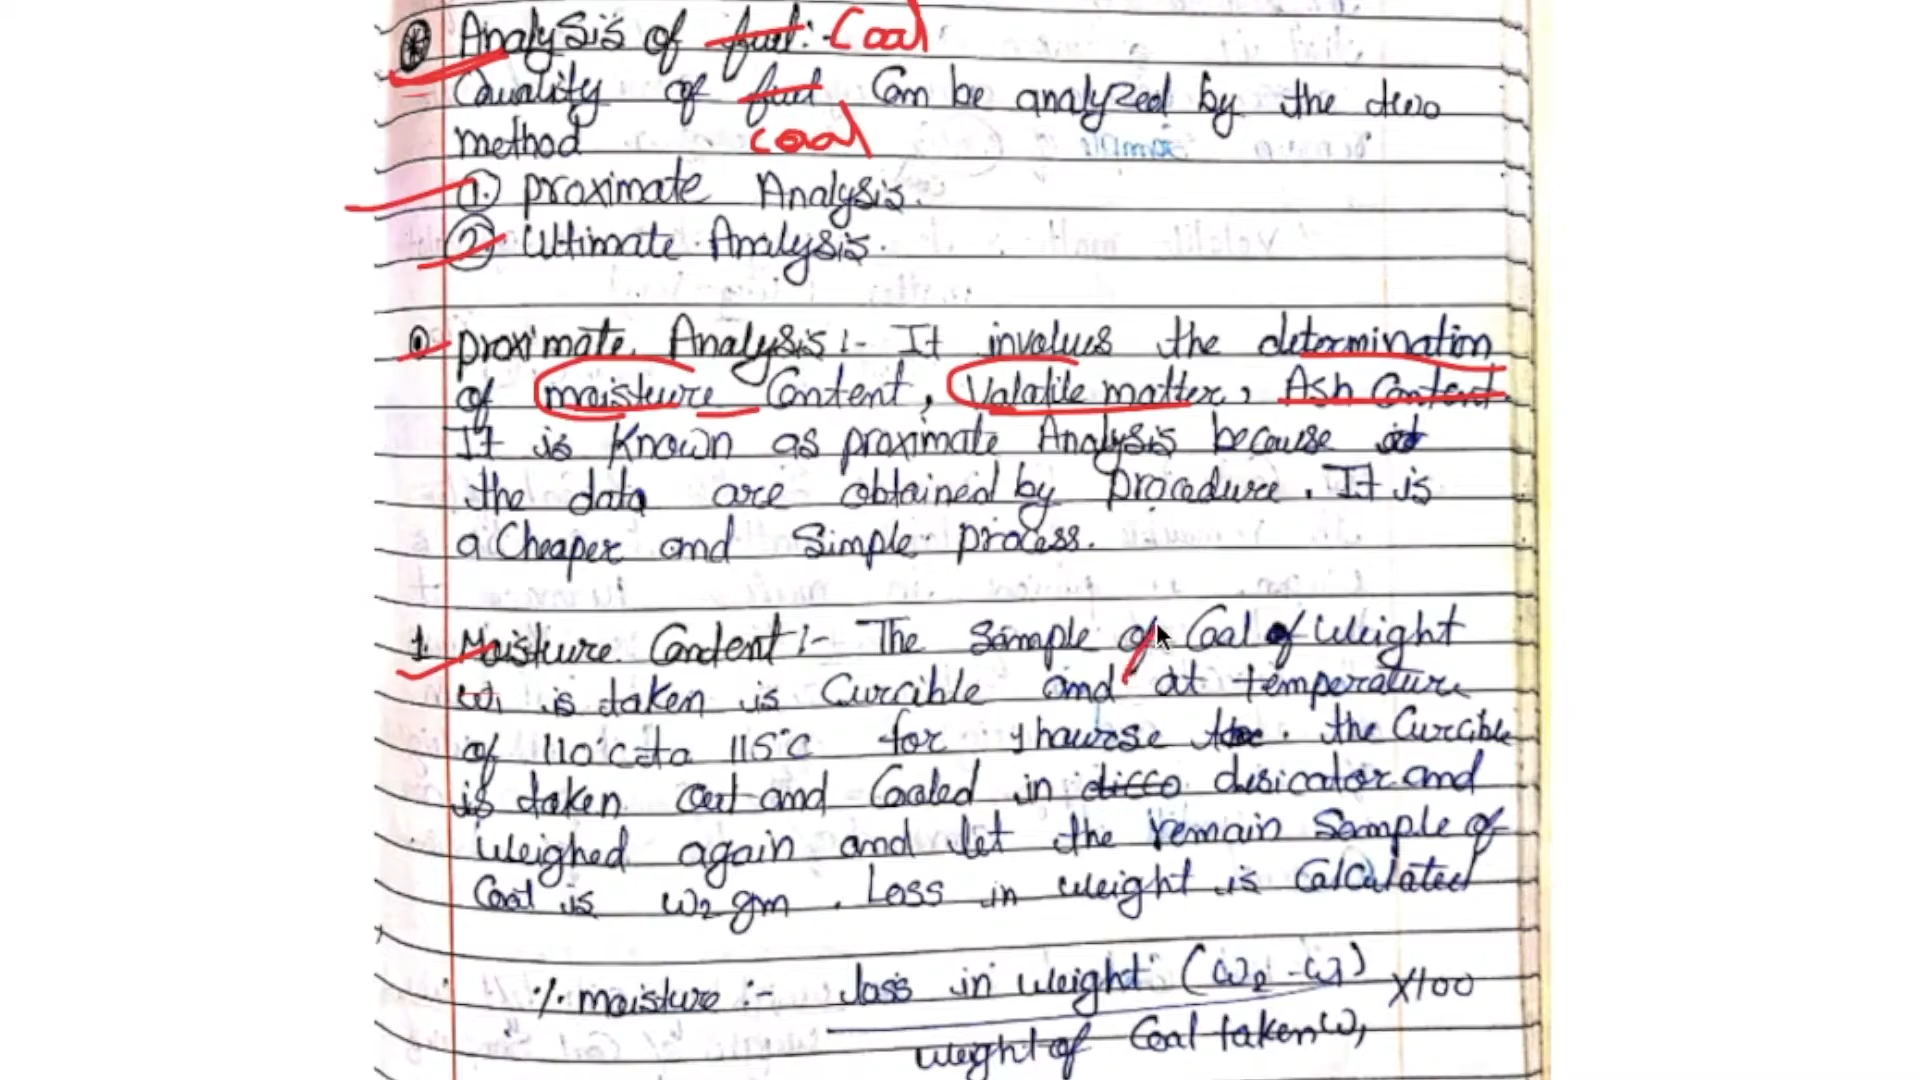 Analysis of fuel:- Coal
Quality of fuel Can be analyzed by the two
method coal
① proximate Analysis.
② Ultimate Analysis.
① proximate Analysis:- It involves the determination
of moisture Content, Valatile matter, Ash Content
It is Known as proximate Analysis because
the data are obtained by procedure. It is
a Cheaper and Simple process.
1. Moisture Content:- The Sample of Coal of Weight
w₁ is taken is Curcible and at temperature
of 110°C to 115°C for 1 hourse the Curcible
is taken out and Cooled in disicator and
weighed again and let the remain Sample of
Coal is w₂ gm. Loss in weight is Calculated
% moisture :- loss in weight (w₂ - w₁) X100
weight of Coal taken w₁